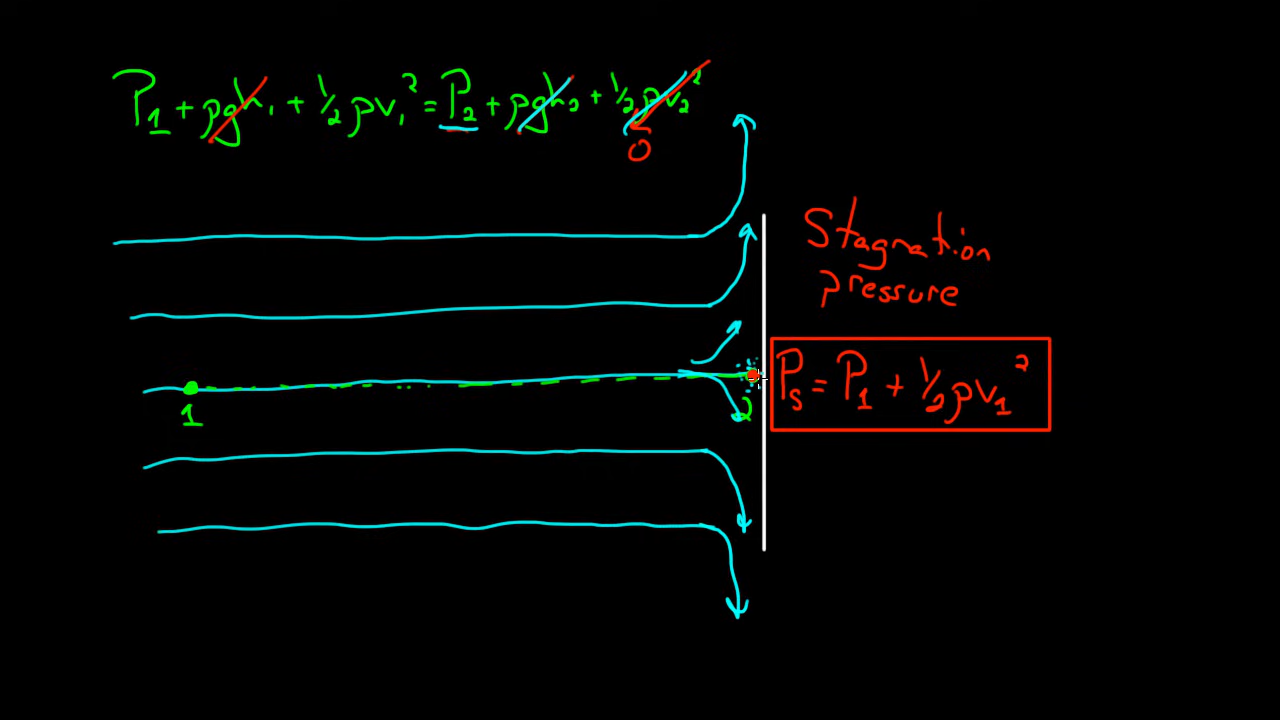 P₁ + ρgh₁ + ½ρv₁² = P₂ + ρgh₂ + ½ρv₂²
0
Stagnation
pressure
1
2
Pₛ = P₁ + ½ρv₁²